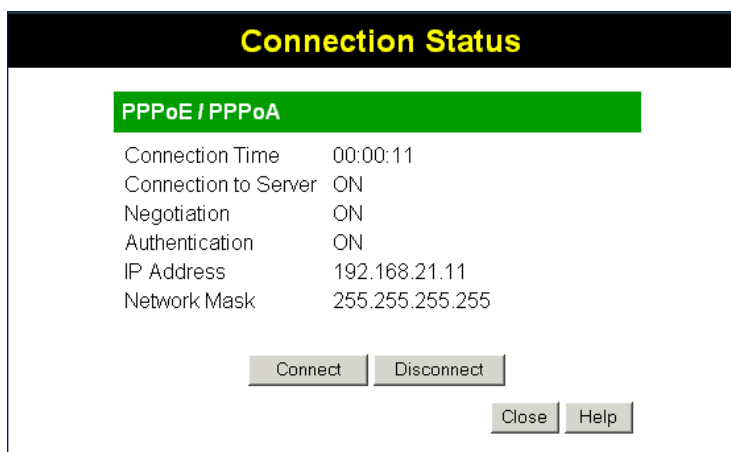 Connection Status
PPPoE / PPPoA
Connection Time 00:00:11
Connection to Server ON
Negotiation ON
Authentication ON
IP Address 192.168.21.11
Network Mask 255.255.255.255
Connect Disconnect
Close Help